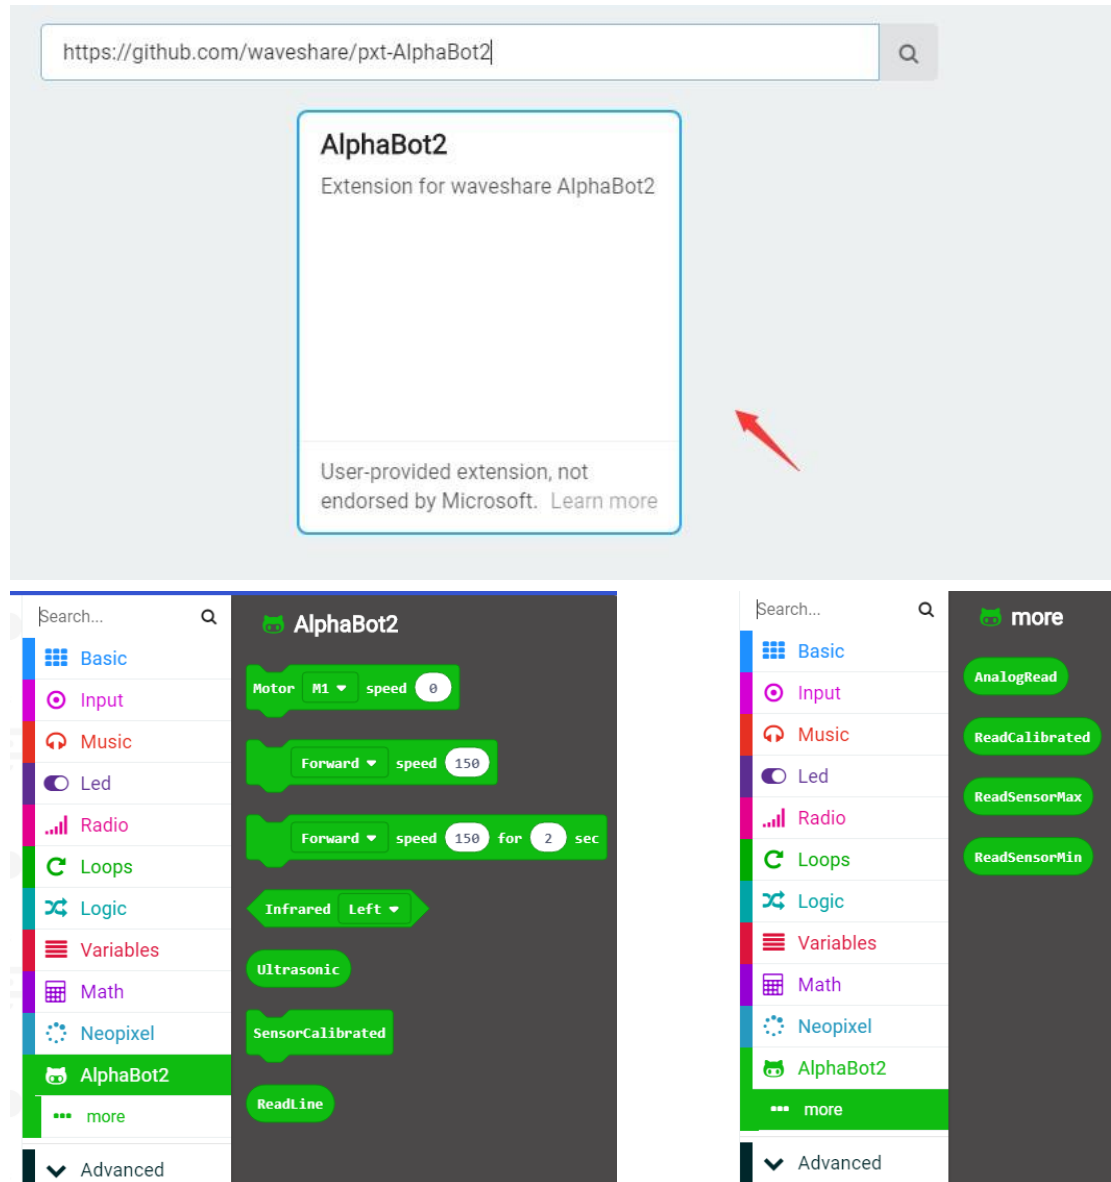 https://github.com/waveshare/pxt-AlphaBot2
AlphaBot2
Extension for waveshare AlphaBot2
User-provided extension, not
endorsed by Microsoft. Learn more
Search...
Basic
Input
Music
Led
Radio
Loops
Logic
Variables
Math
Neopixel
AlphaBot2
more
Advanced
AlphaBot2
Motor M1 speed 0
Forward speed 150
Forward speed 150 for 2 sec
Infrared Left
Ultrasonic
SensorCalibrated
ReadLine
Search...
Basic
Input
Music
Led
Radio
Loops
Logic
Variables
Math
Neopixel
AlphaBot2
more
Advanced
more
AnalogRead
ReadCalibrated
ReadSensorMax
ReadSensorMin